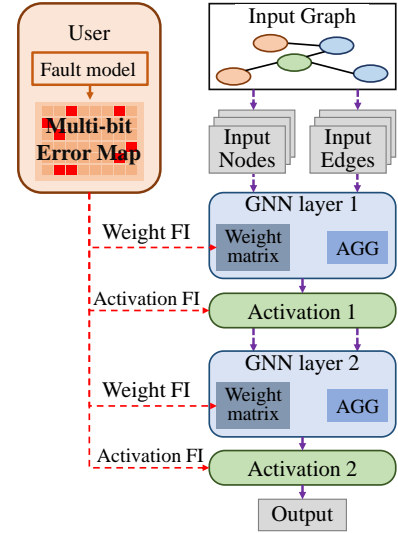 User
Fault model
Multi-bit
Error Map
Input Graph
Input
Nodes
Input
Edges
GNN layer 1
Weight FI
Weight
matrix
AGG
Activation FI
Activation 1
GNN layer 2
Weight FI
Weight
matrix
AGG
Activation FI
Activation 2
Output